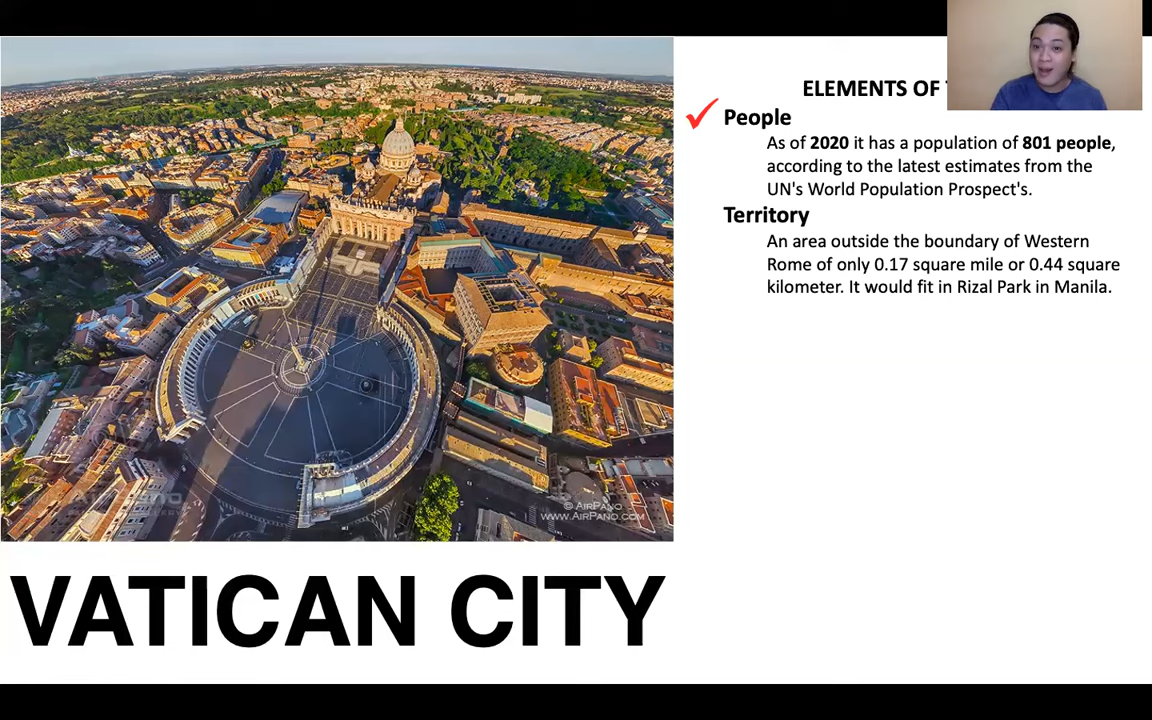 ELEMENTS OF
People
As of 2020 it has a population of 801 people,
according to the latest estimates from the
UN's World Population Prospect's.
Territory
An area outside the boundary of Western
Rome of only 0.17 square mile or 0.44 square
kilometer. It would fit in Rizal Park in Manila.
© AirPano
www.AirPano.com
VATICAN CITY